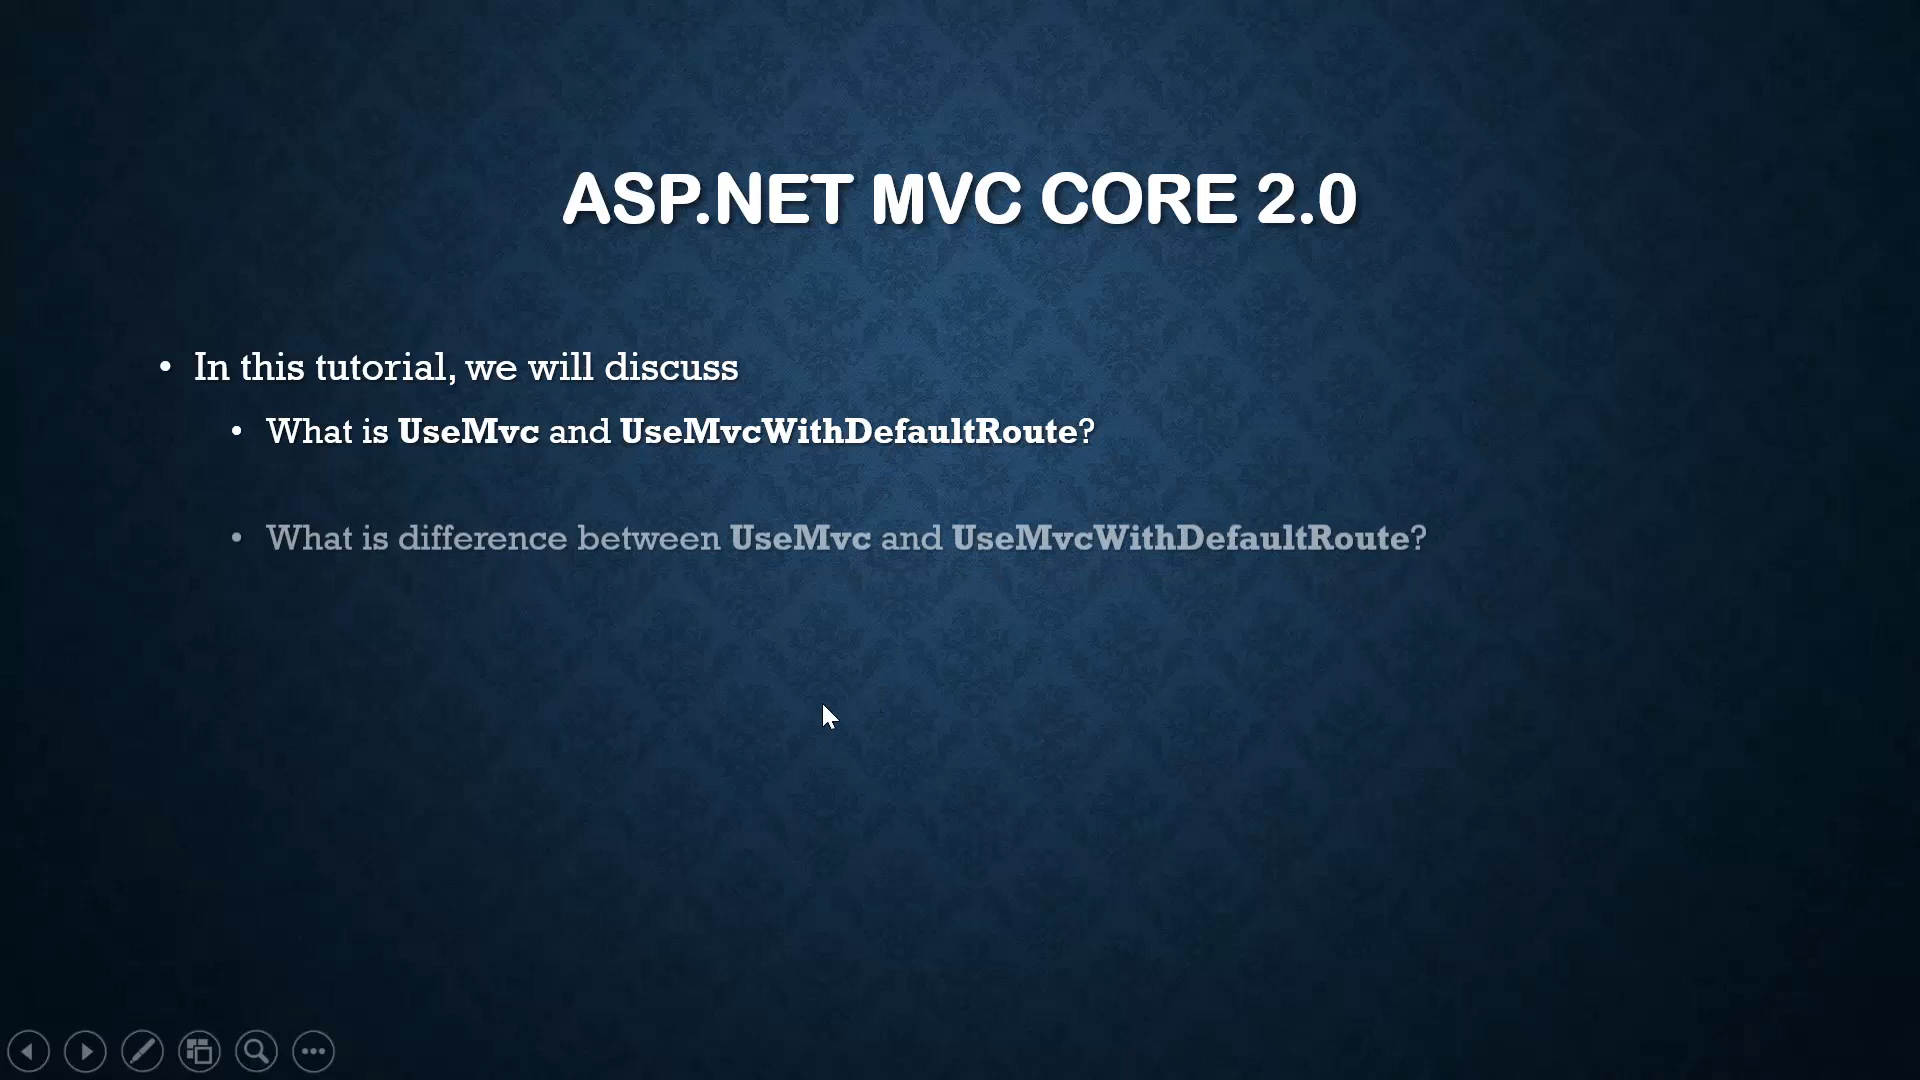 ASP.NET MVC CORE 2.0
• In this tutorial, we will discuss
• What is UseMvc and UseMvcWithDefaultRoute?
• What is difference between UseMvc and UseMvcWithDefaultRoute?